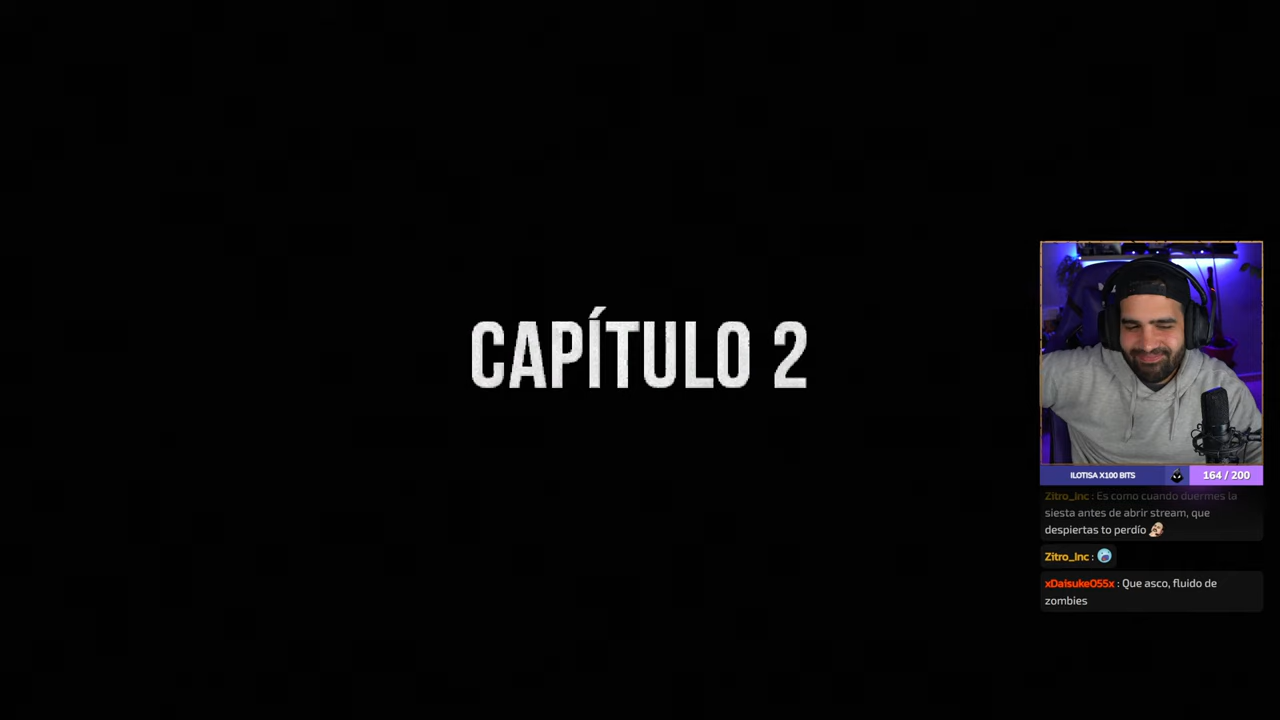 CAPÍTULO 2
ILOTISA X100 BITS
164 / 200
Zitro_Inc : Es como cuando duermes la
siesta antes de abrir stream, que
despiertas to perdío
Zitro_Inc :
xDaisukeO55x : Que asco, fluido de
zombies